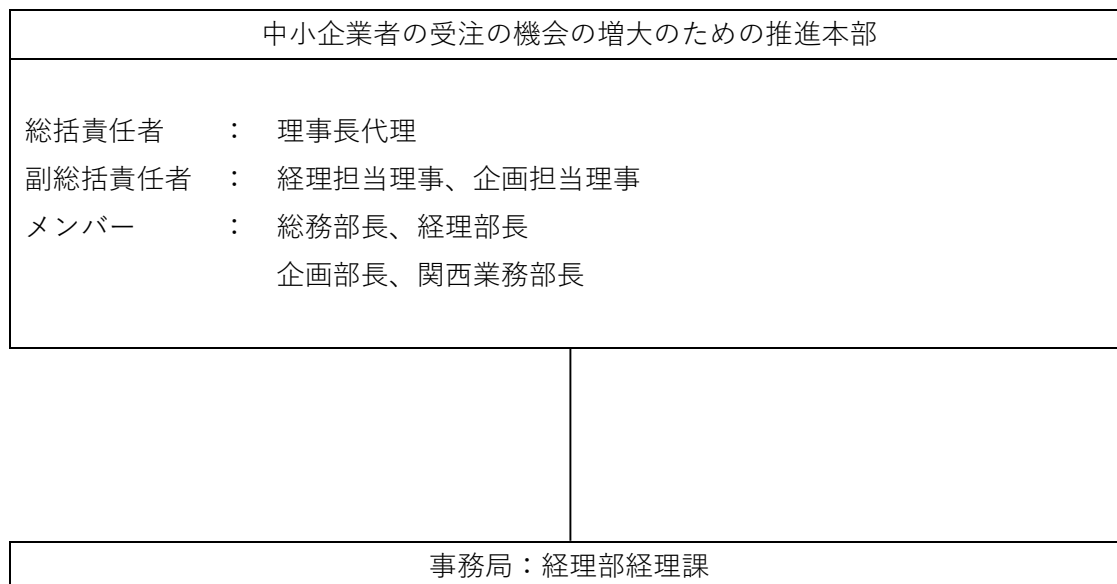 中小企業者の受注の機会の増大のための推進本部
総括責任者　：　理事長代理
副総括責任者　：　経理担当理事、企画担当理事
メンバー　：　総務部長、経理部長
企画部長、関西業務部長
事務局：経理部経理課